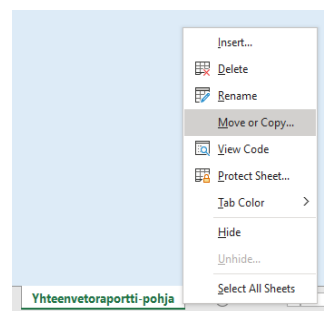 Insert...
Delete
Rename
Move or Copy...
View Code
Protect Sheet...
Tab Color
Hide
Unhide...
Select All Sheets
Yhteenvetoraportti-pohja